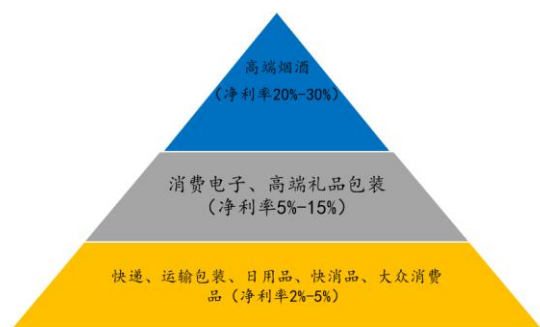 高端烟酒
（净利率20%-30%）
消费电子、高端礼品包装
（净利率5%-15%）
快递、运输包装、日用品、快消品、大众消费
品（净利率2%-5%）